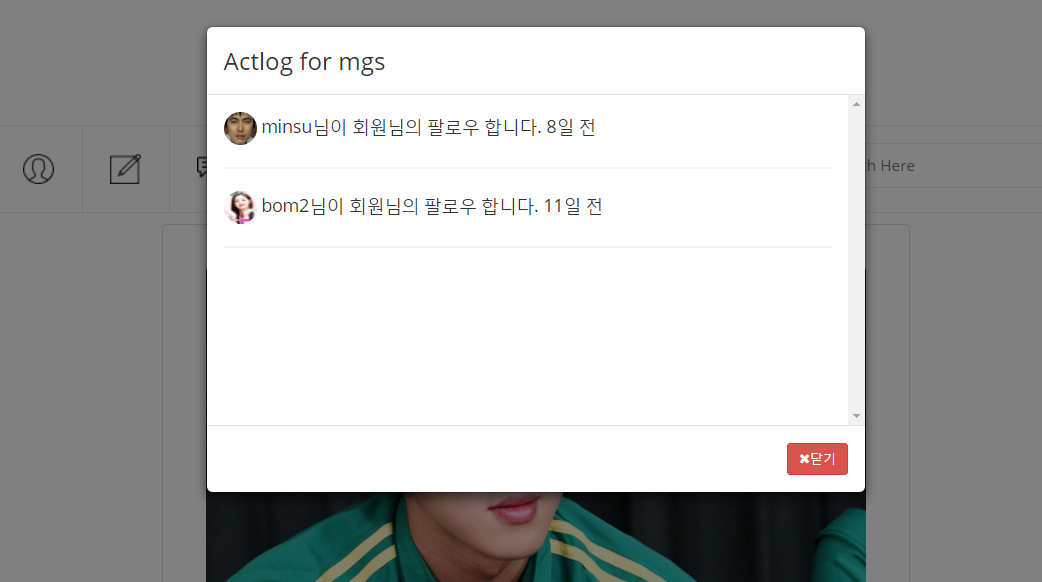 Actlog for mgs
minsu님이 회원님의 팔로우 합니다. 8일 전
h Here
bom2님이 회원님의 팔로우 합니다. 11일 전
✖닫기